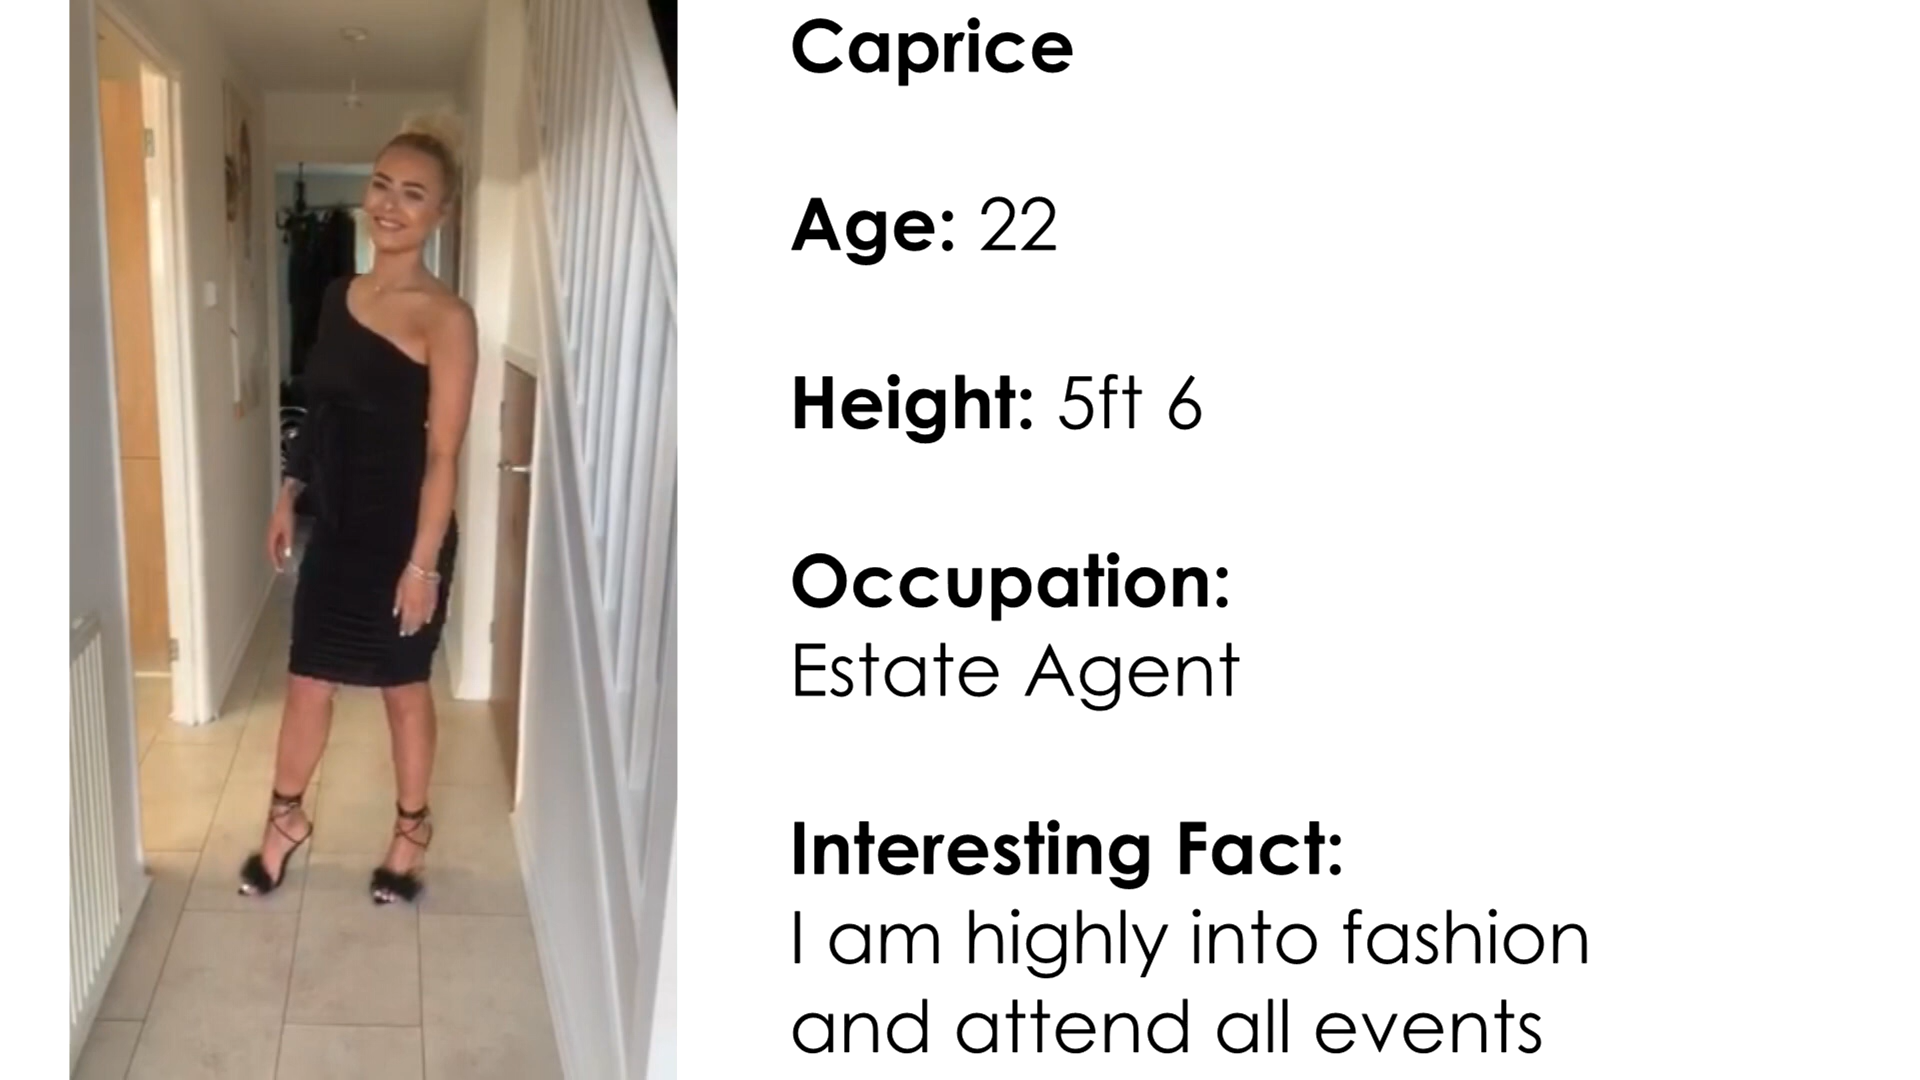 Caprice
Age: 22
Height: 5ft 6
Occupation:
Estate Agent
Interesting Fact:
I am highly into fashion
and attend all events